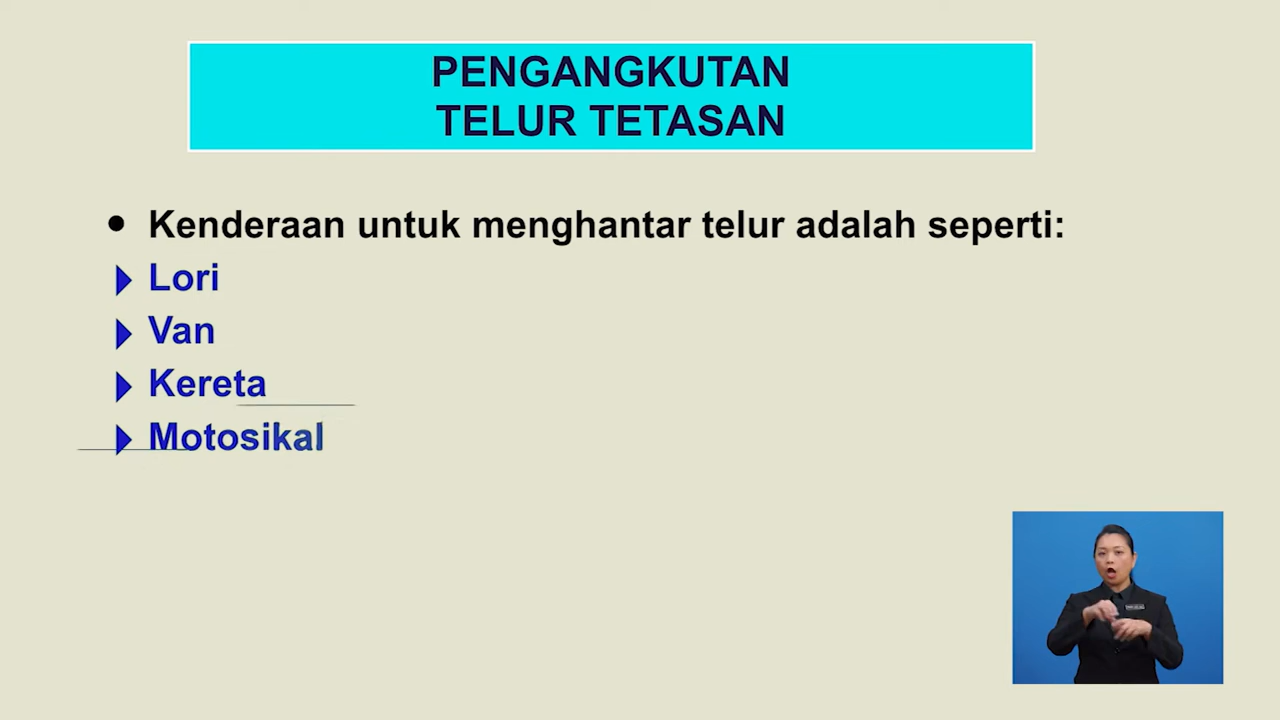 PENGANGKUTAN
TELUR TETASAN
• Kenderaan untuk menghantar telur adalah seperti:
Lori
Van
Kereta
Motosikal